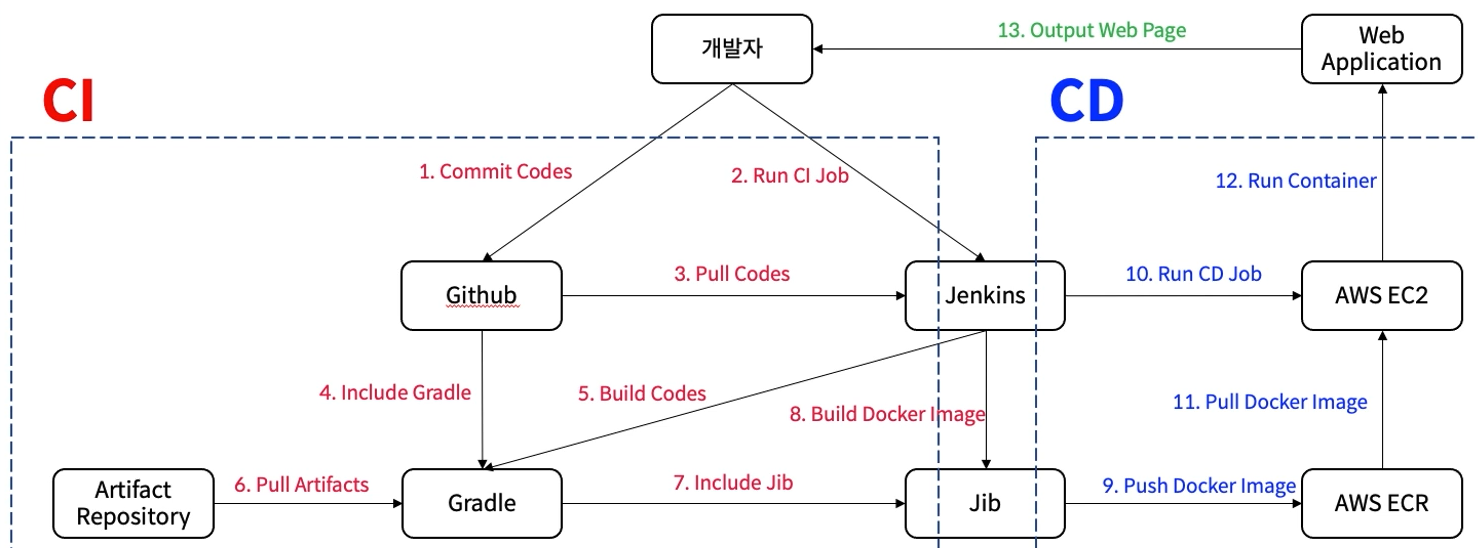 개발자
13. Output Web Page
Web
Application
CI
CD
1. Commit Codes
2. Run CI Job
12. Run Container
Github
3. Pull Codes
Jenkins
10. Run CD Job
AWS EC2
4. Include Gradle
5. Build Codes
8. Build Docker Image
11. Pull Docker Image
Artifact
Repository
6. Pull Artifacts
Gradle
7. Include Jib
Jib
9. Push Docker Image
AWS ECR